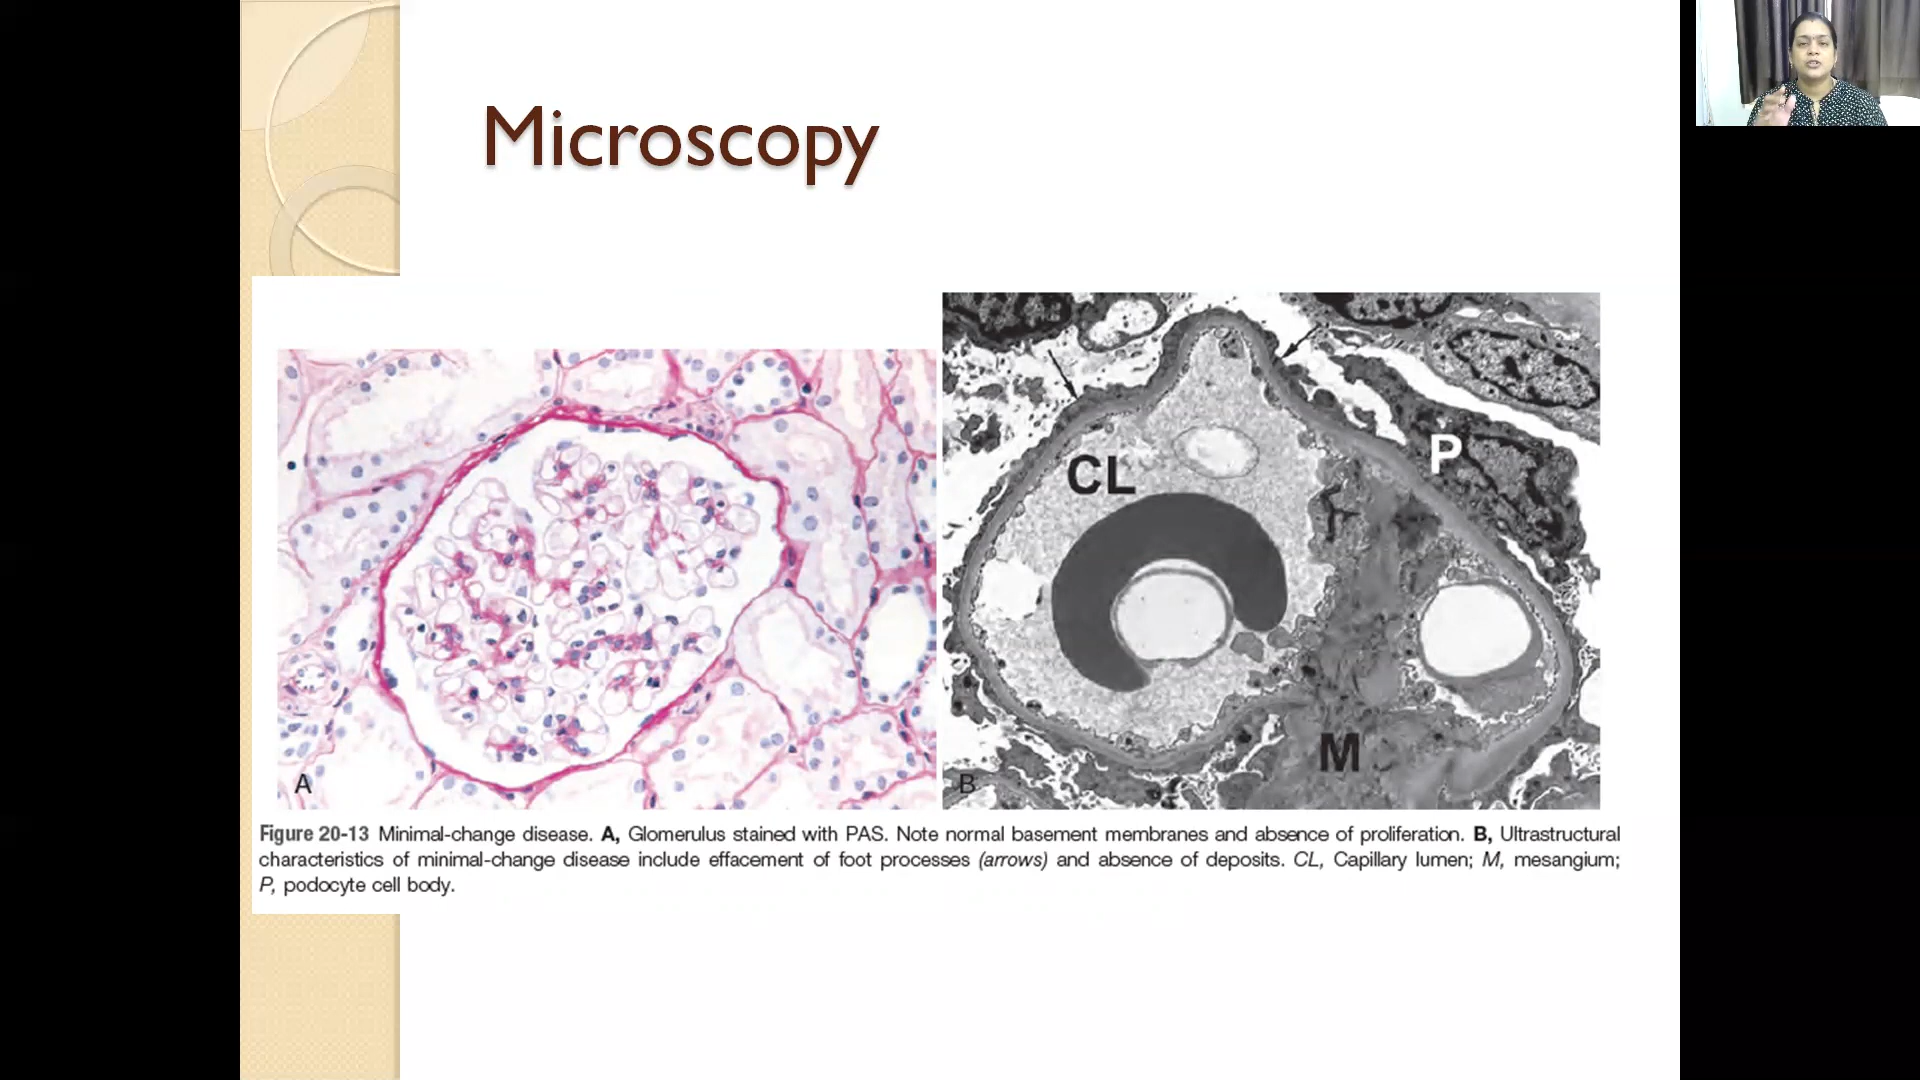 Microscopy
P
CL
M
A
B
Figure 20-13 Minimal-change disease. A, Glomerulus stained with PAS. Note normal basement membranes and absence of proliferation. B, Ultrastructural
characteristics of minimal-change disease include effacement of foot processes (arrows) and absence of deposits. CL, Capillary lumen; M, mesangium;
P, podocyte cell body.